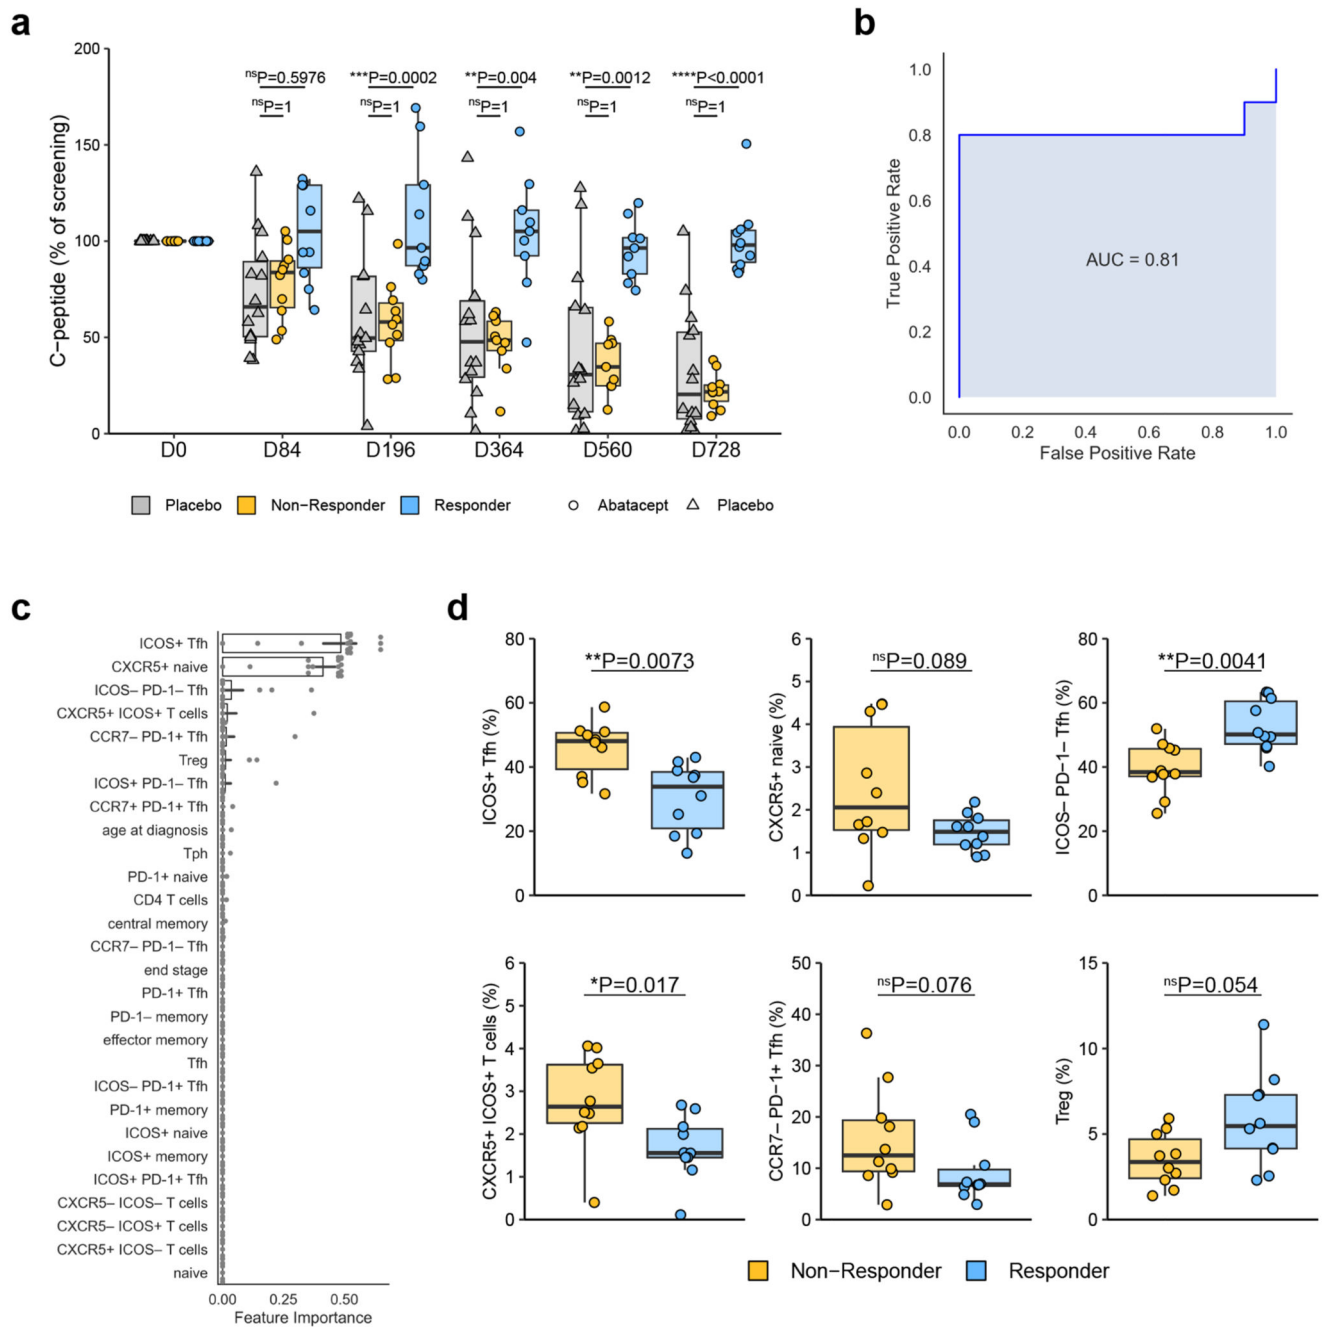 a
C-peptide (% of screening)
200
150
100
50
0
nsP=0.5976
***P=0.0002
**P=0.004
**P=0.0012
****P<0.0001
nsP=1
nsP=1
nsP=1
nsP=1
nsP=1
D0
D84
D196
D364
D560
D728
Placebo
Non−Responder
Responder
Abatacept
Placebo
b
True Positive Rate
1.0
0.8
0.6
0.4
0.2
0.0
AUC = 0.81
0.0
0.2
0.4
0.6
0.8
1.0
False Positive Rate
c
ICOS+ Tfh
CXCR5+ naive
ICOS− PD-1− Tfh
CXCR5+ ICOS+ T cells
CCR7− PD-1+ Tfh
Treg
ICOS+ PD-1− Tfh
CCR7+ PD-1+ Tfh
age at diagnosis
Tph
PD-1+ naive
CD4 T cells
central memory
CCR7− PD-1− Tfh
end stage
PD-1+ Tfh
PD-1− memory
effector memory
Tfh
ICOS− PD-1+ Tfh
PD-1+ memory
ICOS+ naive
ICOS+ memory
ICOS+ PD-1+ Tfh
CXCR5− ICOS− T cells
CXCR5− ICOS+ T cells
CXCR5+ ICOS− T cells
naive
0.00
0.25
0.50
Feature Importance
d
ICOS+ Tfh (%)
80
60
40
20
0
**P=0.0073
CXCR5+ naive (%)
6
5
4
3
2
1
0
nsP=0.089
ICOS− PD−1− Tfh (%)
80
60
40
20
0
**P=0.0041
CXCR5+ ICOS+ T cells (%)
6
5
4
3
2
1
0
*P=0.017
CCR7− PD−1+ Tfh (%)
50
40
30
20
10
0
nsP=0.076
Treg (%)
15
10
5
0
nsP=0.054
Non−Responder
Responder